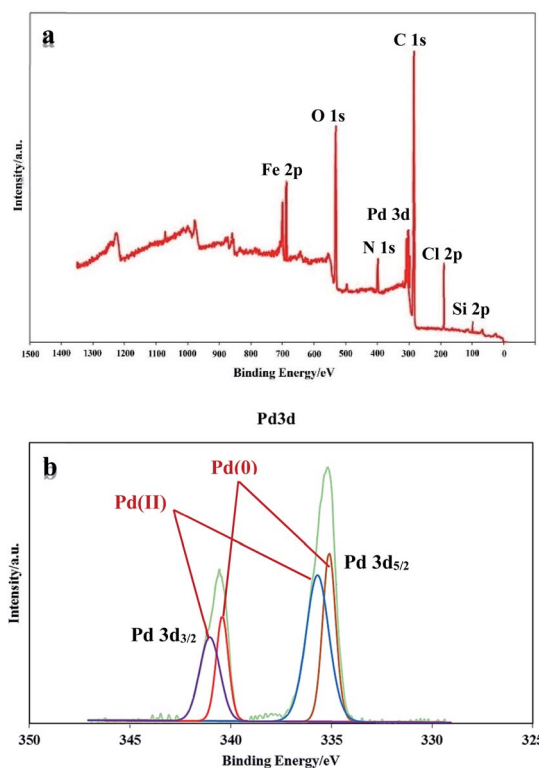 a
C 1s
O 1s
Fe 2p
Pd 3d
N 1s
Cl 2p
Si 2p
Intensity/a.u.
1500 1400 1300 1200 1100 1000 900 800 700 600 500 400 300 200 100 0
Binding Energy/eV
Pd3d
b
Pd(0)
Pd(II)
Pd 3d5/2
Pd 3d3/2
Intensity/a.u.
350 345 340 335 330 325
Binding Energy/eV